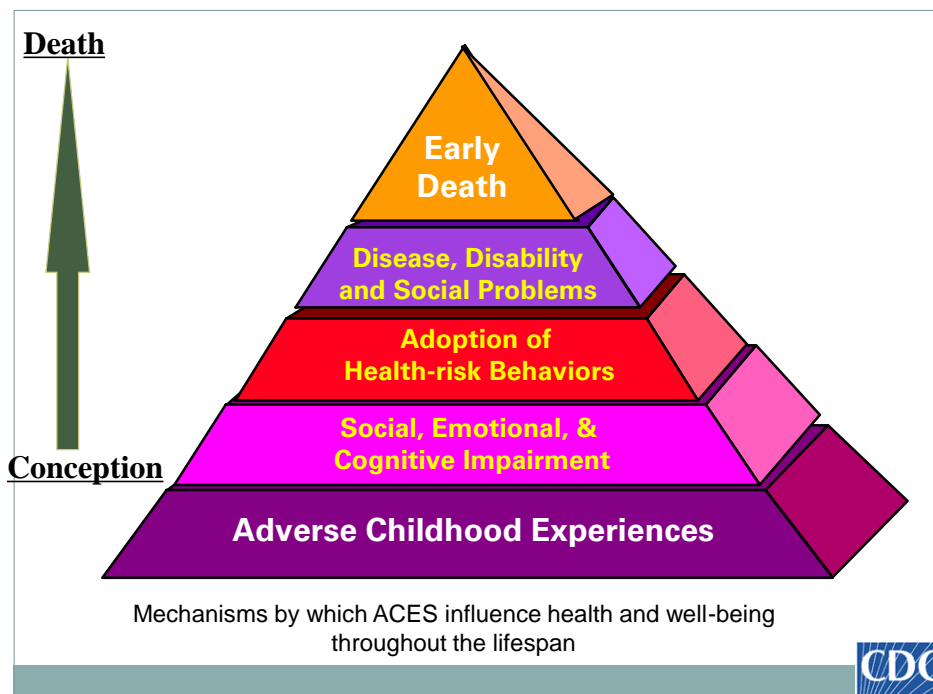 Death
Early
Death
Disease, Disability
and Social Problems
Adoption of
Health-risk Behaviors
Social, Emotional, &
Cognitive Impairment
Conception
Adverse Childhood Experiences
Mechanisms by which ACES influence health and well-being
throughout the lifespan
CDC